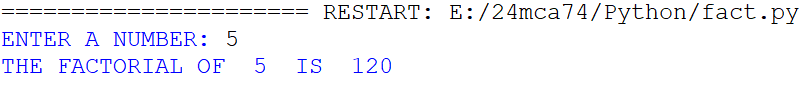 ====================== RESTART: E:/24mca74/Python/fact.py
ENTER A NUMBER: 5
THE FACTORIAL OF  5  IS  120